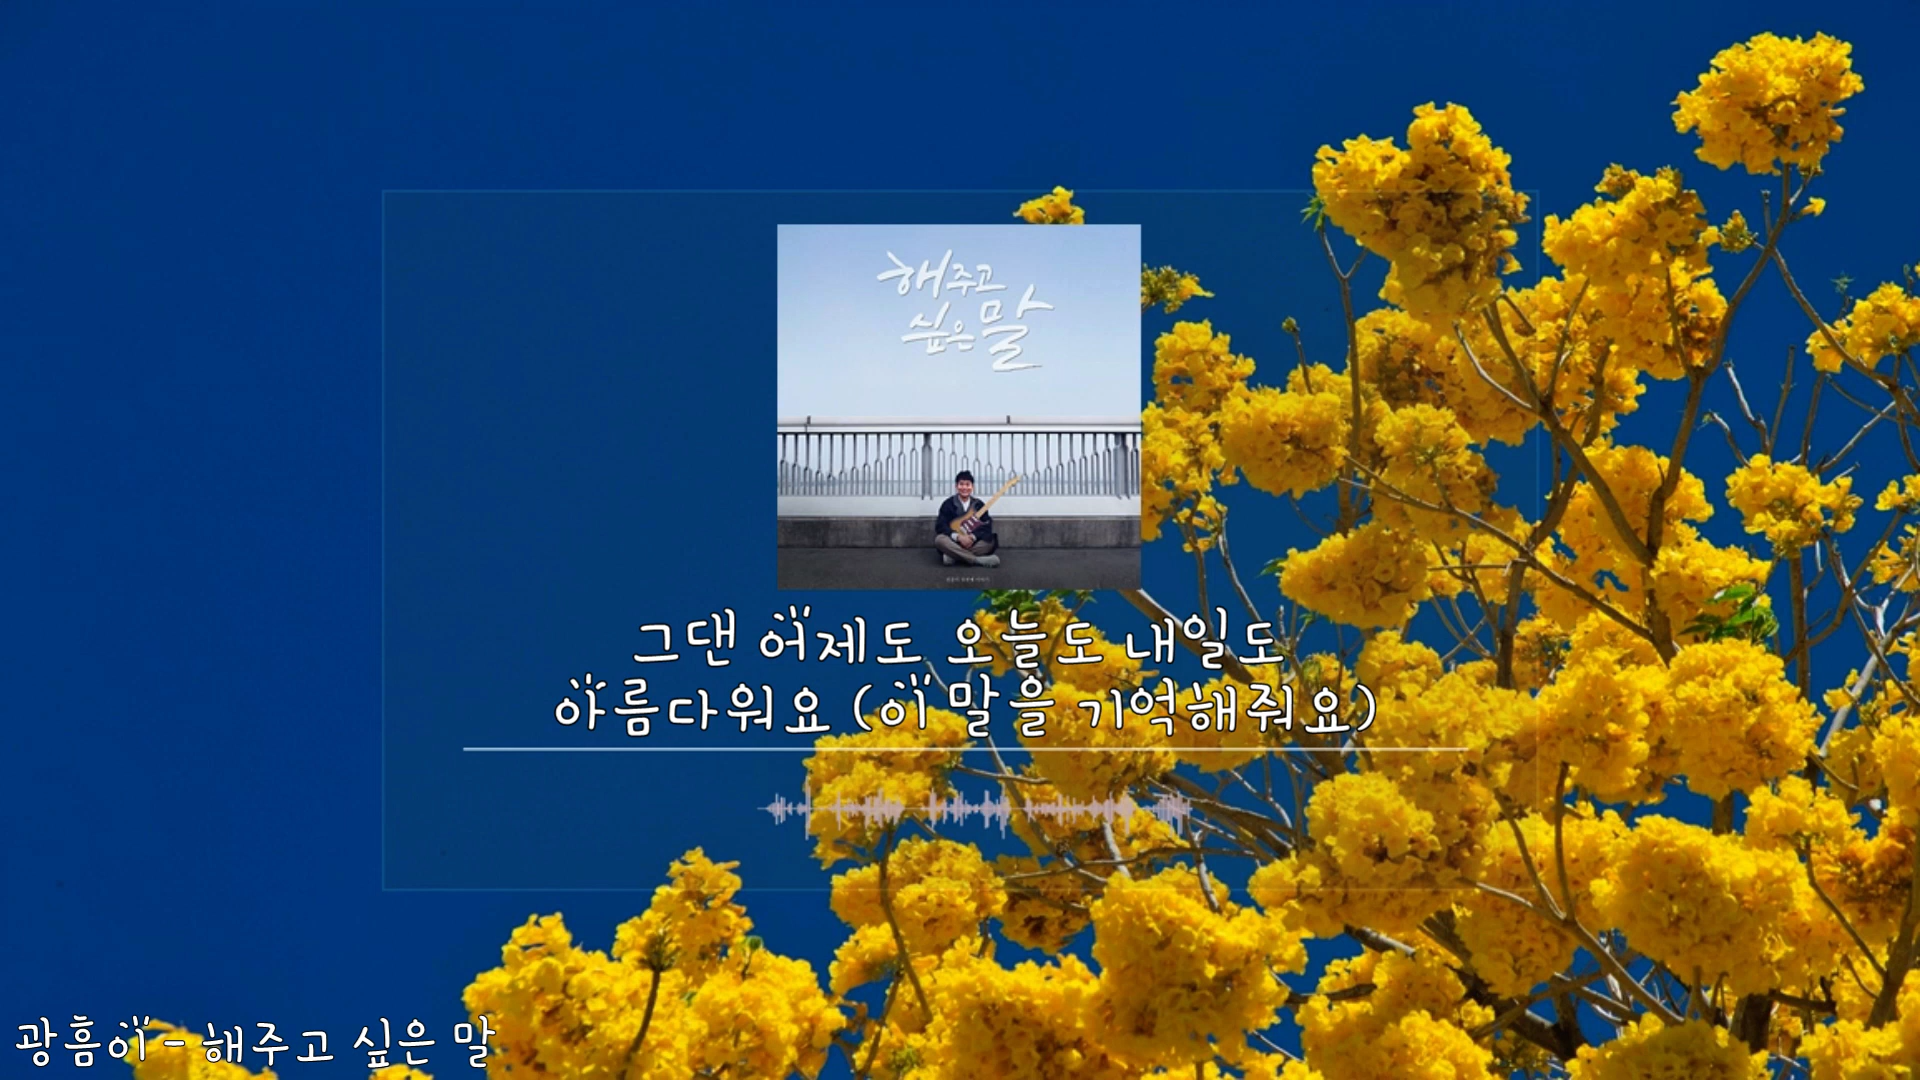 해주고
싶은 말
그댄 어제도 오늘도 내일도
아름다워요 (이 말을 기억해줘요)
광흠이 - 해주고 싶은 말